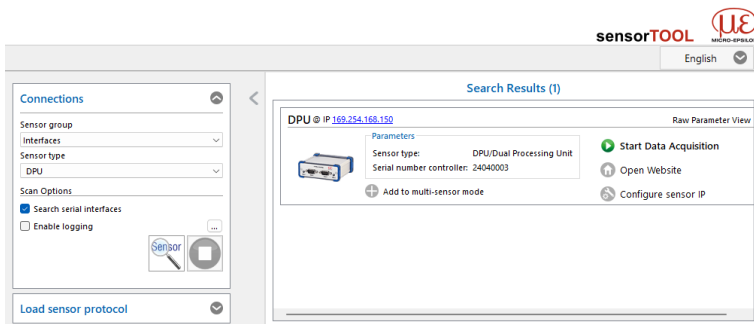 sensorTOOL
MICRO-EPSILON
English
Connections
Sensor group
Interfaces
Sensor type
DPU
Scan Options
Search serial interfaces
Enable logging
...
Sensor
Load sensor protocol
Search Results (1)
DPU @ IP 169.254.168.150
Raw Parameter View
Parameters
Sensor type: DPU/Dual Processing Unit
Serial number controller: 24040003
Add to multi-sensor mode
Start Data Acquisition
Open Website
Configure sensor IP